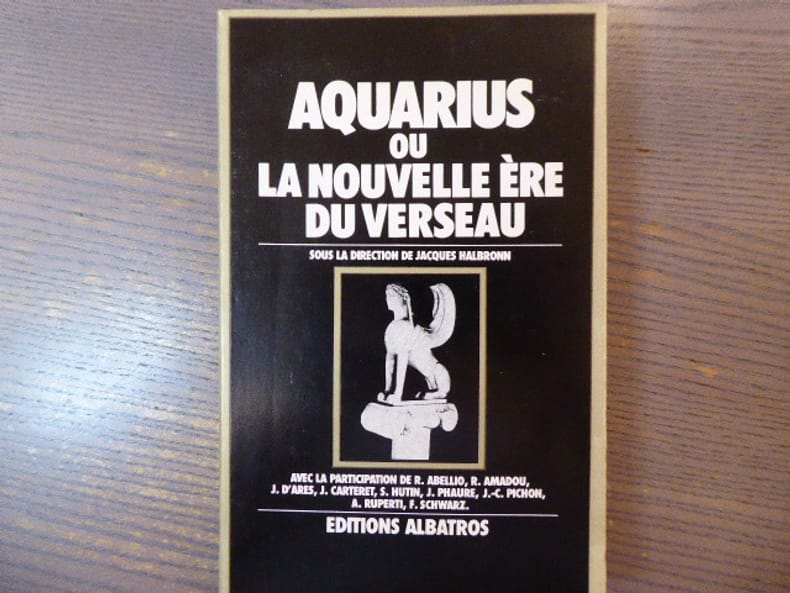 AQUARIUS
OU
LA NOUVELLE ÈRE
DU VERSEAU
SOUS LA DIRECTION DE JACQUES HALBRONN
AVEC LA PARTICIPATION DE R. ABELLIO, R. AMADOU,
J. D'ARES, J. CARTERET, S. HUTIN, J. PHAURE, J.-C. PICHON,
A. RUPERTI, F. SCHWARZ.
EDITIONS ALBATROS